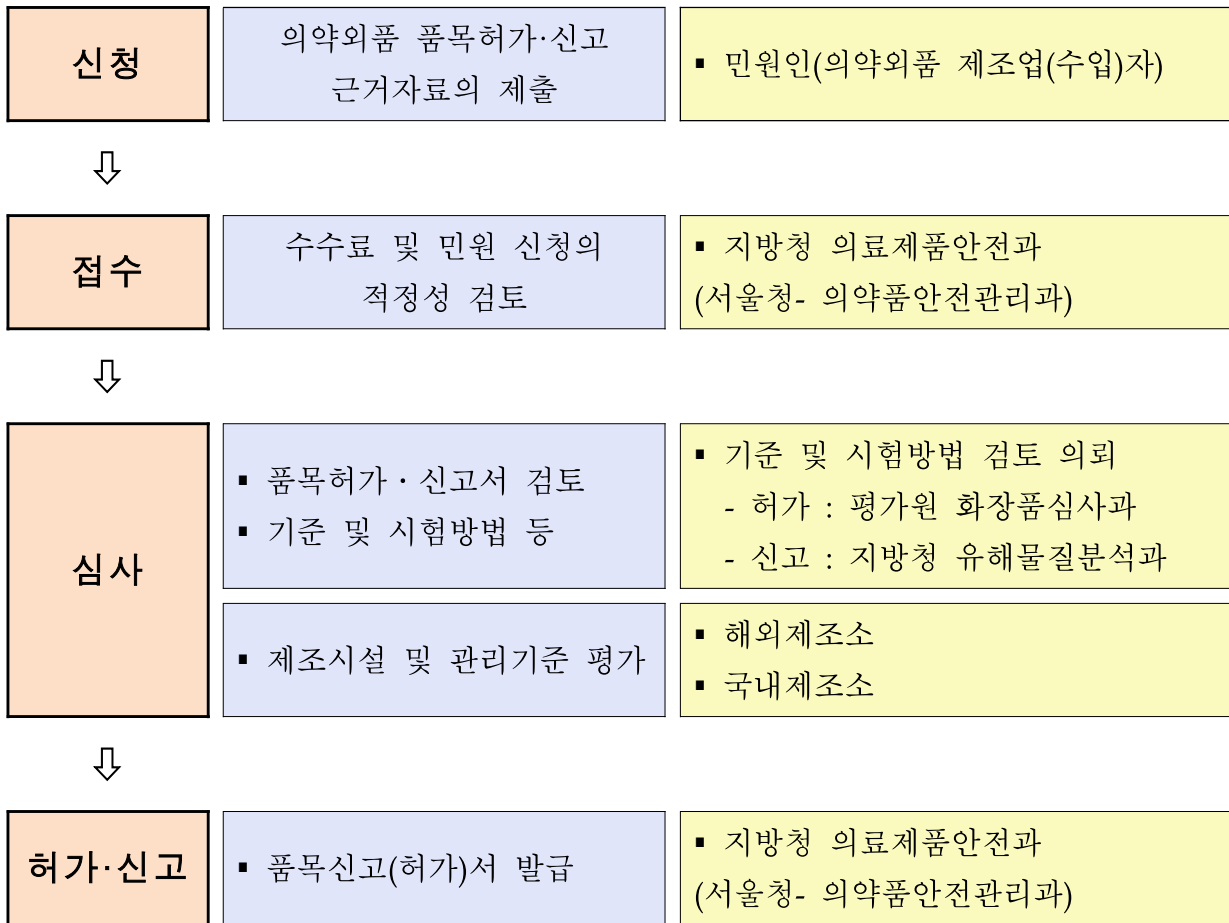 신청
의약외품 품목허가·신고
근거자료의 제출
▪ 민원인(의약외품 제조업(수입)자)
⇩
접수
수수료 및 민원 신청의
적정성 검토
▪ 지방청 의료제품안전과
(서울청- 의약품안전관리과)
⇩
심사
▪ 품목허가·신고서 검토
▪ 기준 및 시험방법 등
▪ 기준 및 시험방법 검토 의뢰
- 허가 : 평가원 화장품심사과
- 신고 : 지방청 유해물질분석과
▪ 제조시설 및 관리기준 평가
▪ 해외제조소
▪ 국내제조소
⇩
허가·신고
▪ 품목신고(허가)서 발급
▪ 지방청 의료제품안전과
(서울청- 의약품안전관리과)